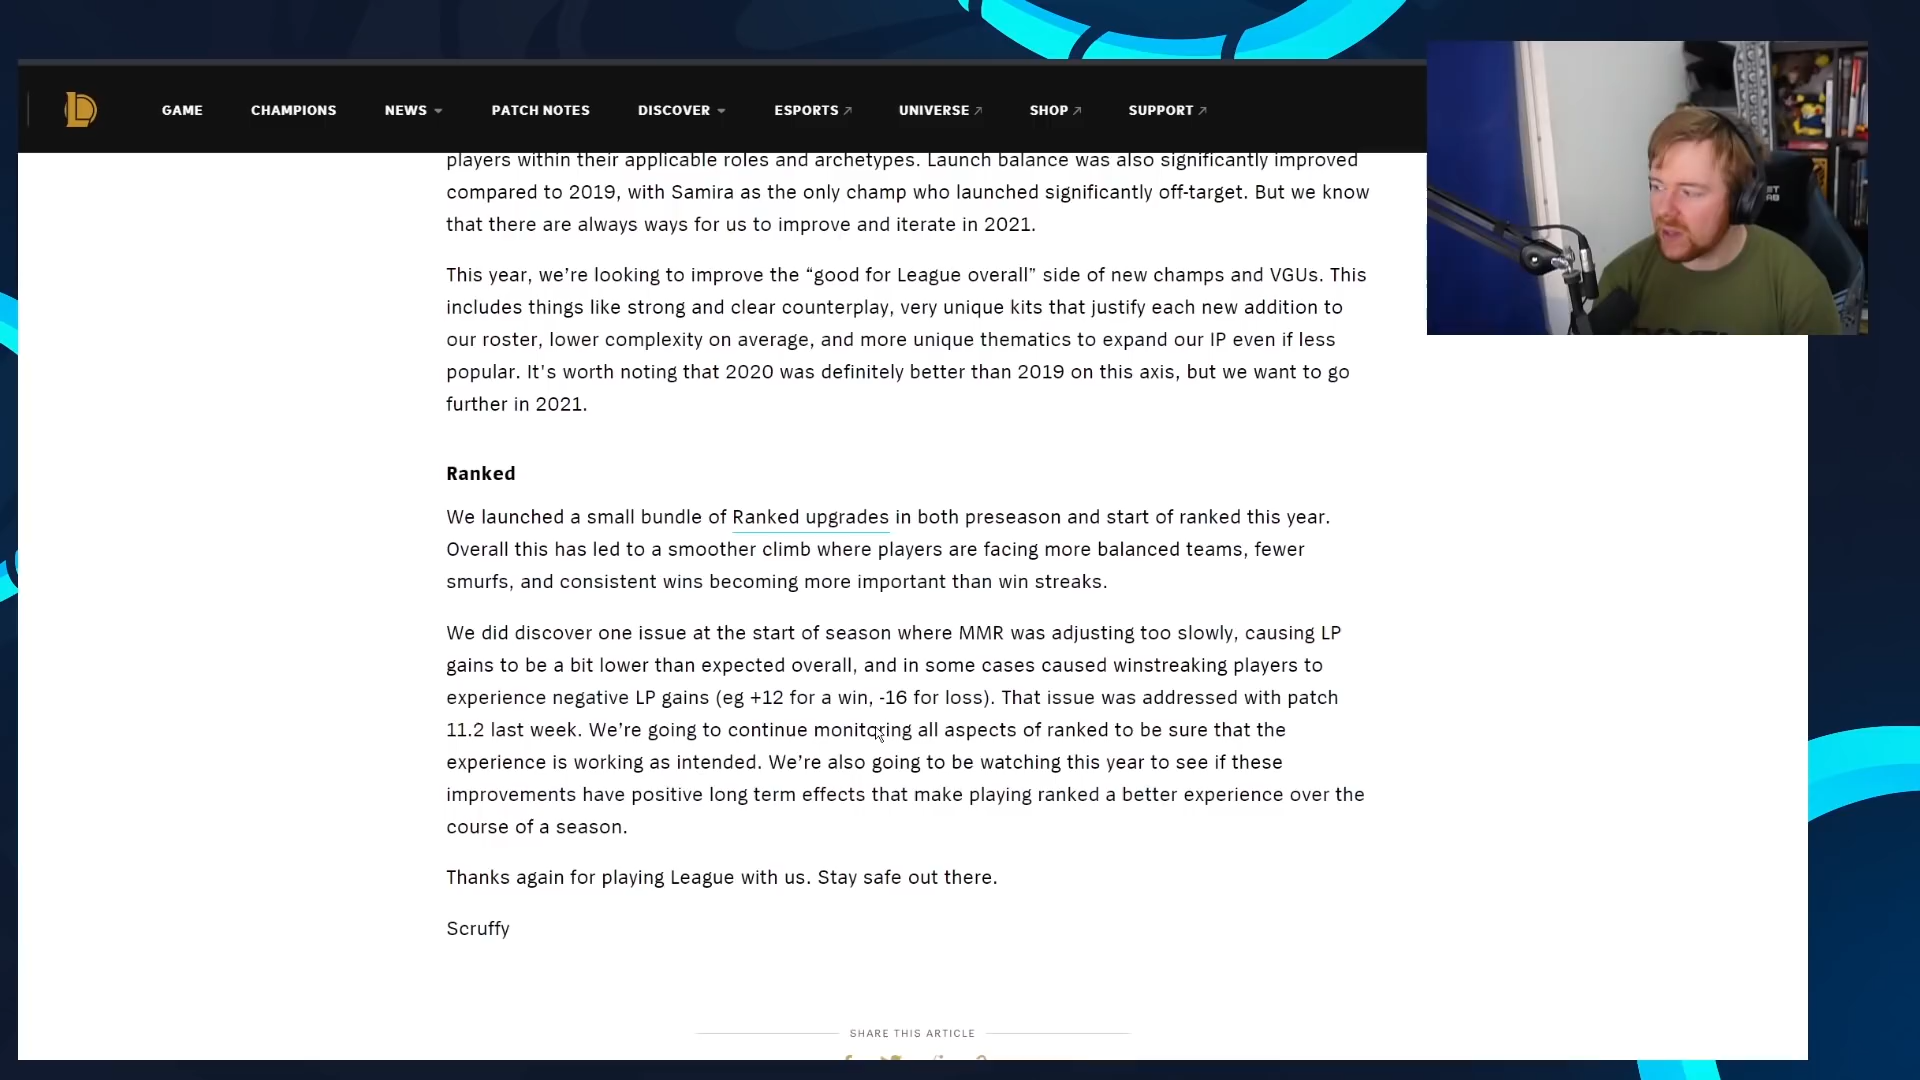 GAME CHAMPIONS NEWS PATCH NOTES DISCOVER ESPORTS UNIVERSE SHOP SUPPORT
players within their applicable roles and archetypes. Launch balance was also significantly improved
compared to 2019, with Samira as the only champ who launched significantly off-target. But we know
that there are always ways for us to improve and iterate in 2021.
This year, we’re looking to improve the “good for League overall” side of new champs and VGUs. This
includes things like strong and clear counterplay, very unique kits that justify each new addition to
our roster, lower complexity on average, and more unique thematics to expand our IP even if less
popular. It's worth noting that 2020 was definitely better than 2019 on this axis, but we want to go
further in 2021.
Ranked
We launched a small bundle of Ranked upgrades in both preseason and start of ranked this year.
Overall this has led to a smoother climb where players are facing more balanced teams, fewer
smurfs, and consistent wins becoming more important than win streaks.
We did discover one issue at the start of season where MMR was adjusting too slowly, causing LP
gains to be a bit lower than expected overall, and in some cases caused winstreaking players to
experience negative LP gains (eg +12 for a win, -16 for loss). That issue was addressed with patch
11.2 last week. We’re going to continue monitoring all aspects of ranked to be sure that the
experience is working as intended. We’re also going to be watching this year to see if these
improvements have positive long term effects that make playing ranked a better experience over the
course of a season.
Thanks again for playing League with us. Stay safe out there.
Scruffy
SHARE THIS ARTICLE